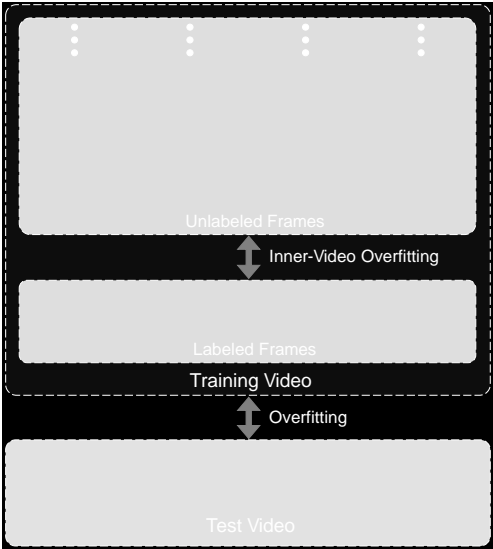 Unlabeled Frames
Inner-Video Overfitting
Labeled Frames
Training Video
Overfitting
Test Video